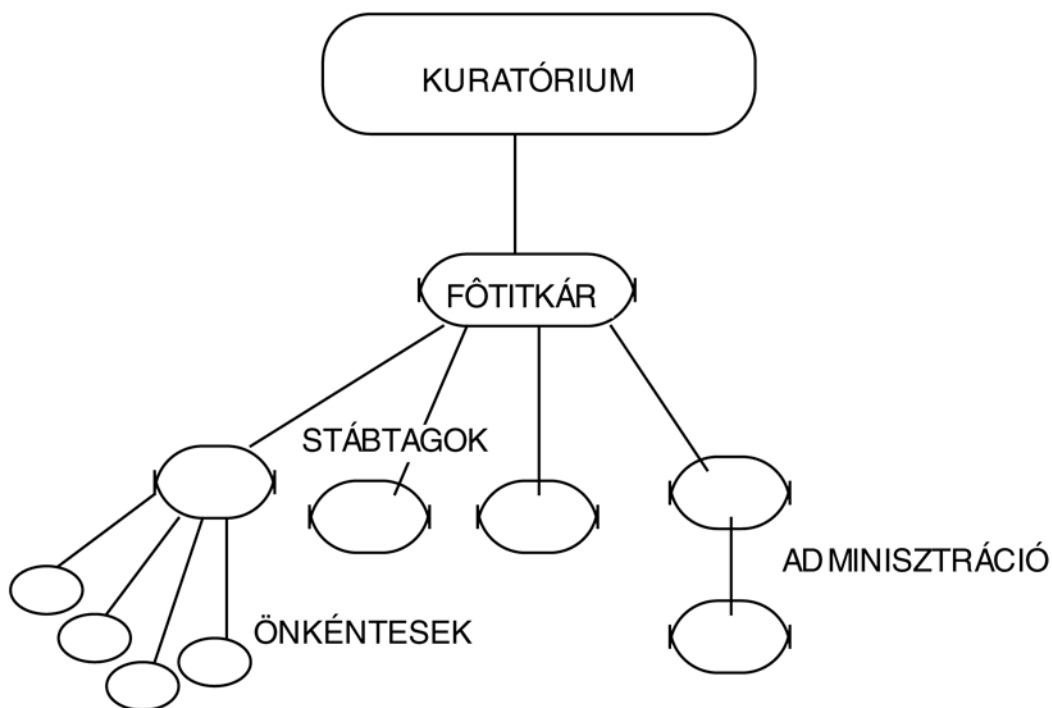 KURATÓRIUM
FÔTITKÁR
STÁBTAGOK
ADMINISZTRÁCIÓ
ÖNKÉNTESEK